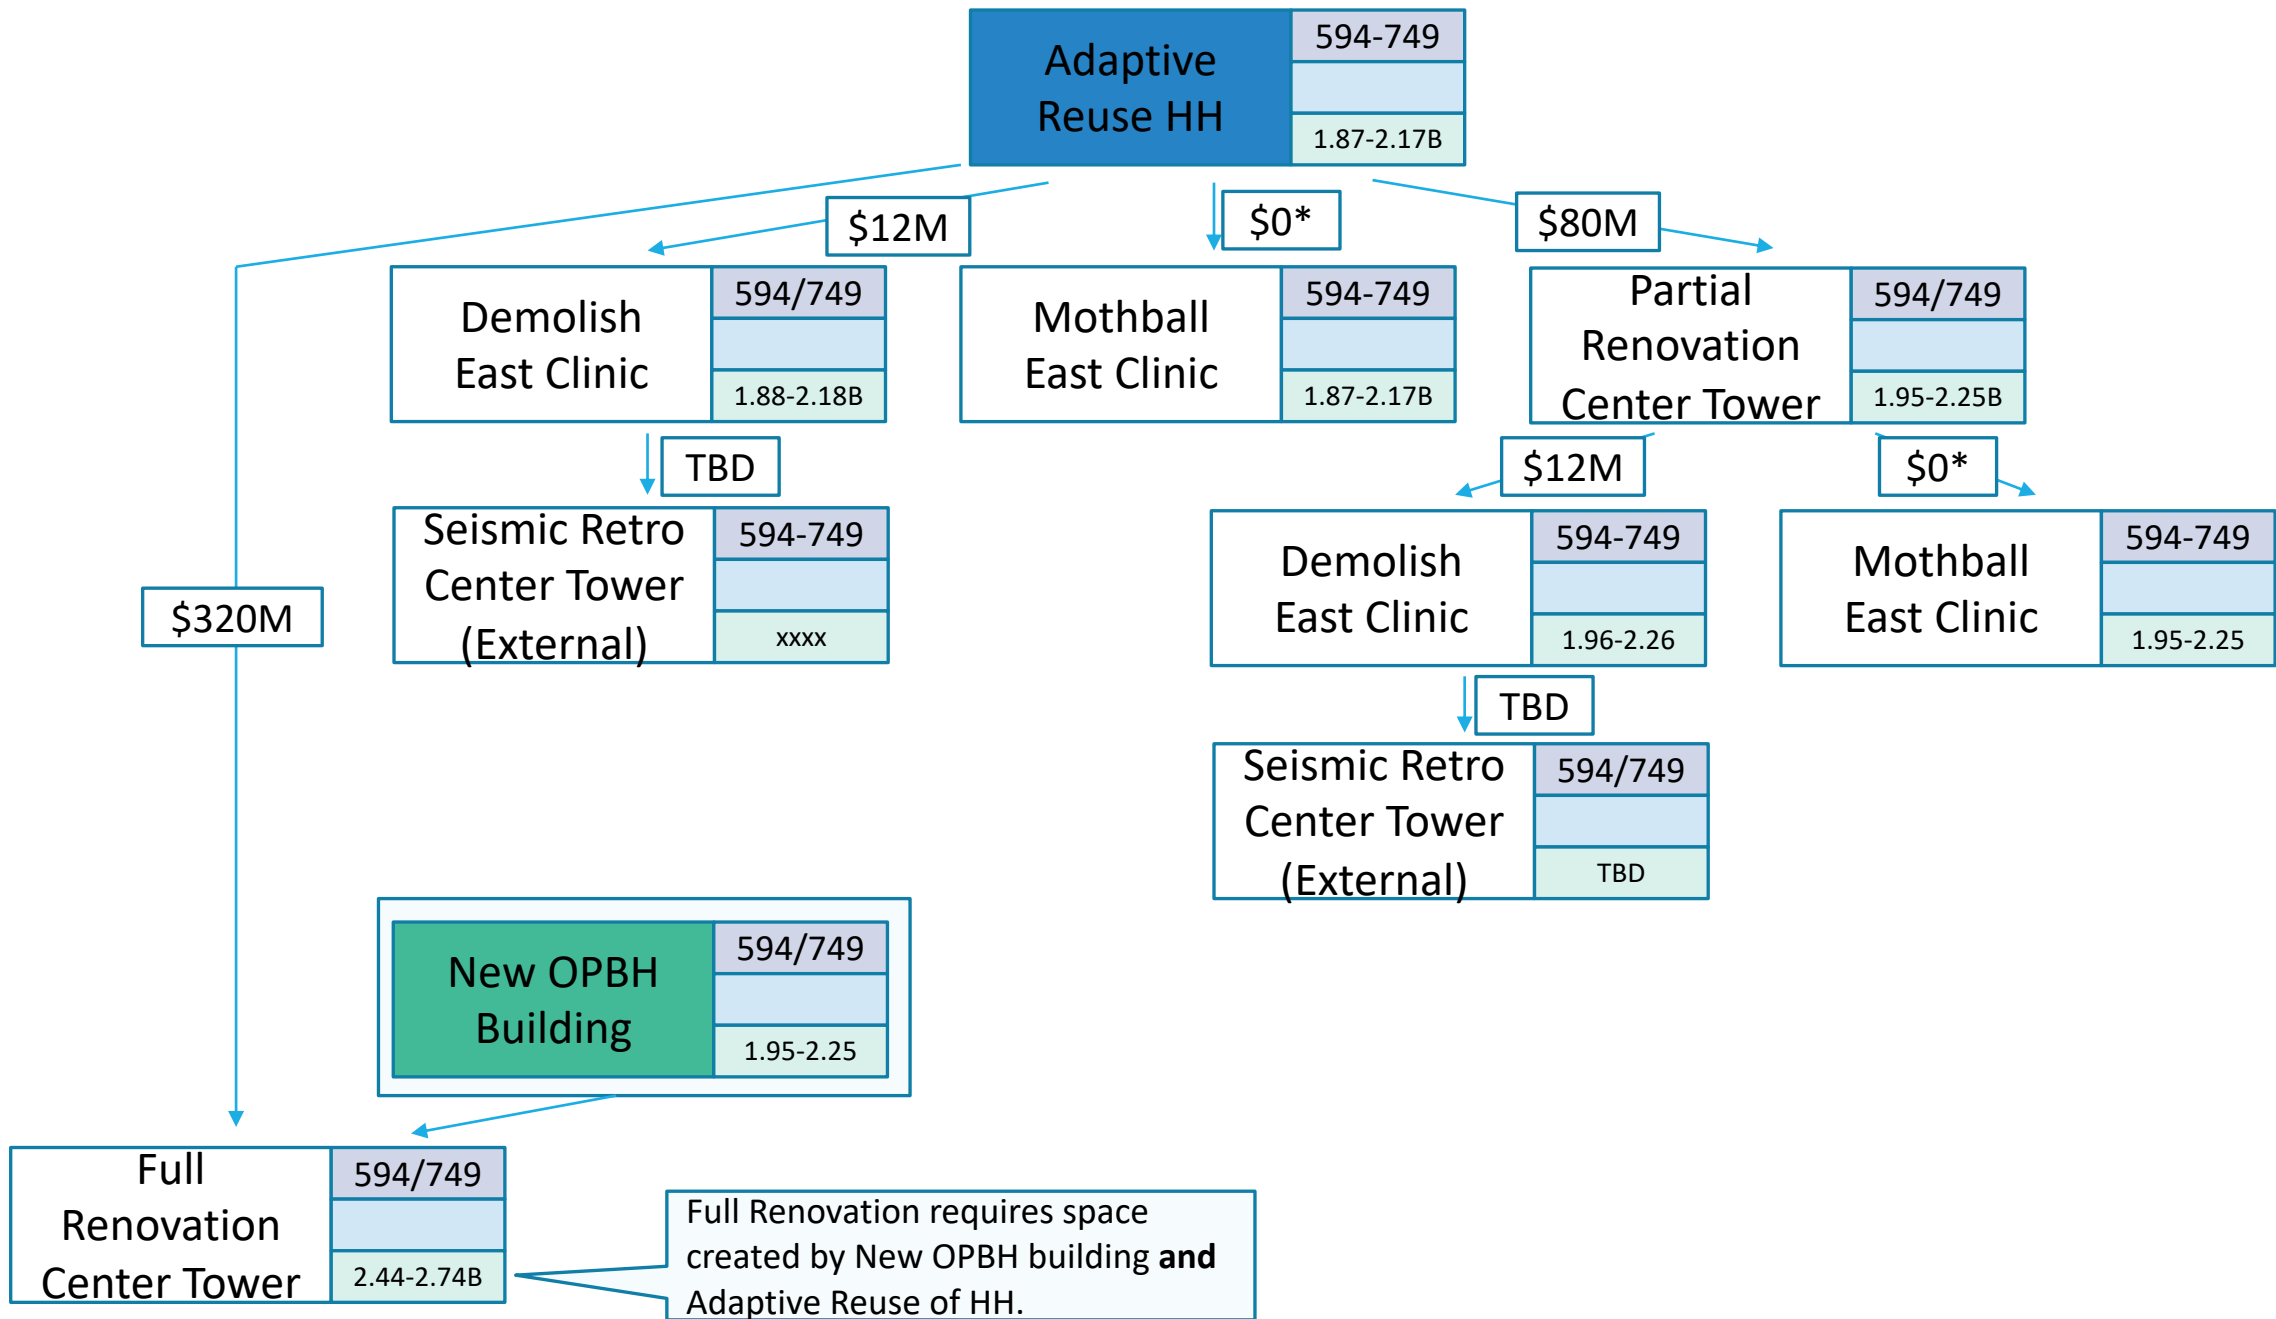 Adaptive
Reuse HH
594-749
1.87-2.17B
$12M
$0*
$80M
Demolish
East Clinic
594/749
1.88-2.18B
Mothball
East Clinic
594-749
1.87-2.17B
Partial
Renovation
Center Tower
594/749
1.95-2.25B
TBD
$12M
$0*
Seismic Retro
Center Tower
(External)
594-749
xxxx
Demolish
East Clinic
594-749
1.96-2.26
Mothball
East Clinic
594-749
1.95-2.25
$320M
TBD
Seismic Retro
Center Tower
(External)
594/749
TBD
New OPBH
Building
594/749
1.95-2.25
Full
Renovation
Center Tower
594/749
2.44-2.74B
Full Renovation requires space
created by New OPBH building and
Adaptive Reuse of HH.